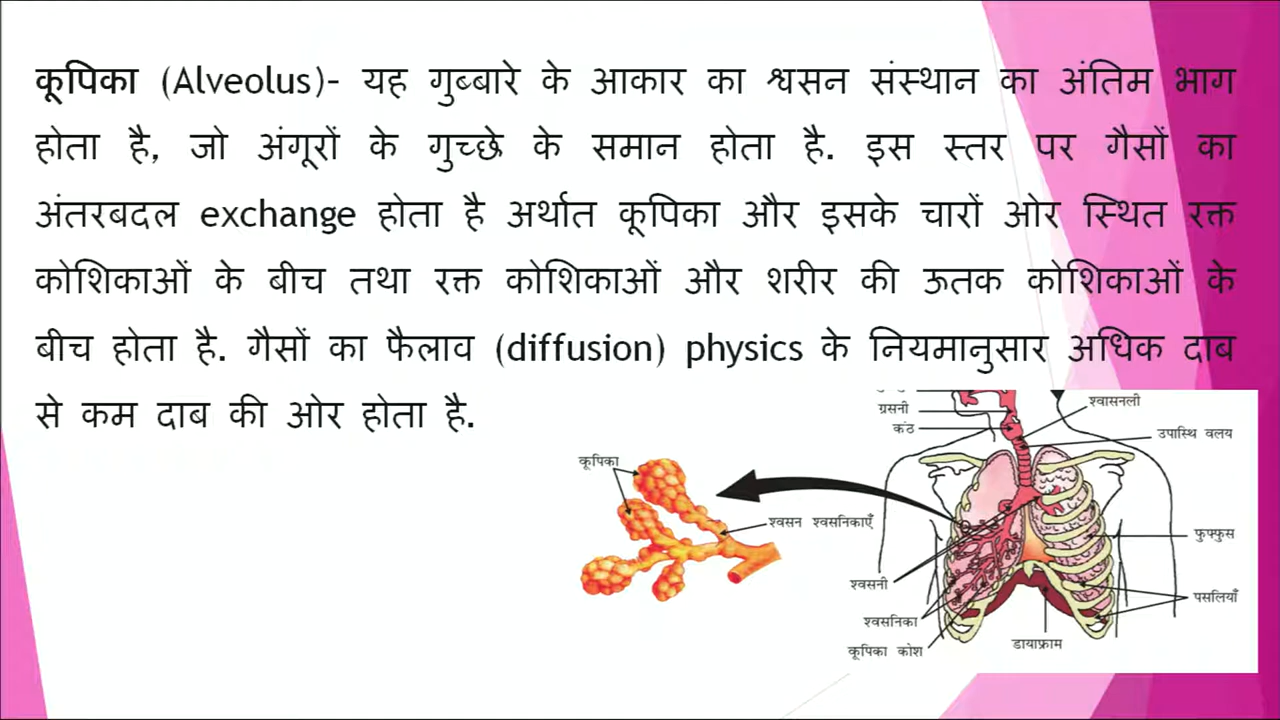 कूपिका (Alveolus)- यह गुब्बारे के आकार का श्वसन संस्थान का अंतिम भाग
होता है, जो अंगूरों के गुच्छे के समान होता है. इस स्तर पर गैसों का
अंतरबदल exchange होता है अर्थात कूपिका और इसके चारों ओर स्थित रक्त
कोशिकाओं के बीच तथा रक्त कोशिकाओं और शरीर की ऊतक कोशिकाओं के
बीच होता है. गैसों का फैलाव (diffusion) physics के नियमानुसार अधिक दाब
से कम दाब की ओर होता है.
ग्रसनी
श्वासनली
कंठ
उपास्थि वलय
कूपिका
श्वसन श्वसनिकाएँ
फुफ्फुस
श्वसनी
पसलियाँ
श्वसनिका
डायाफ्राम
कूपिका कोश